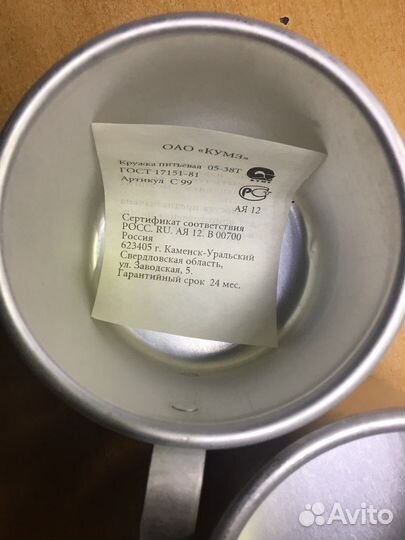 ОАО «КУМЗ»
Кружка питьевая 05-38Т
ГОСТ 17151-81
Артикул С 99
АЯ 12
Сертификат соответствия
РОСС. RU. АЯ 12. В 00700
Россия
623405 г. Каменск-Уральский
Свердловская область,
ул. Заводская, 5.
Гарантийный срок 24 мес.
Avito